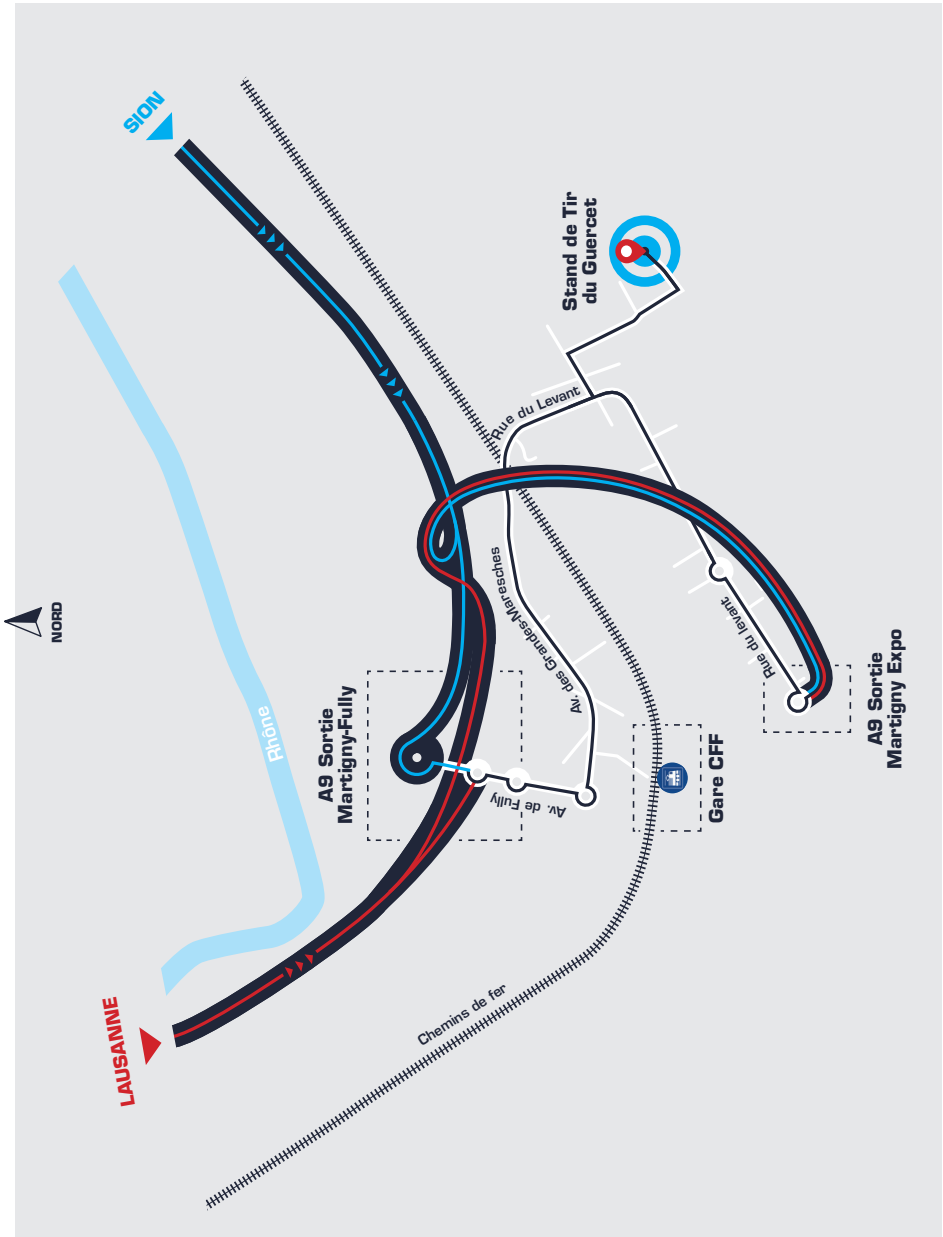 NORD
SION
LAUSANNE
Rhône
A9 Sortie
Martigny-Fully
Av. de Fully
Av. des Grandes-Maresches
Rue du Levant
Stand de Tir
du Guercet
Chemins de fer
Gare CFF
Rue du levant
A9 Sortie
Martigny Expo